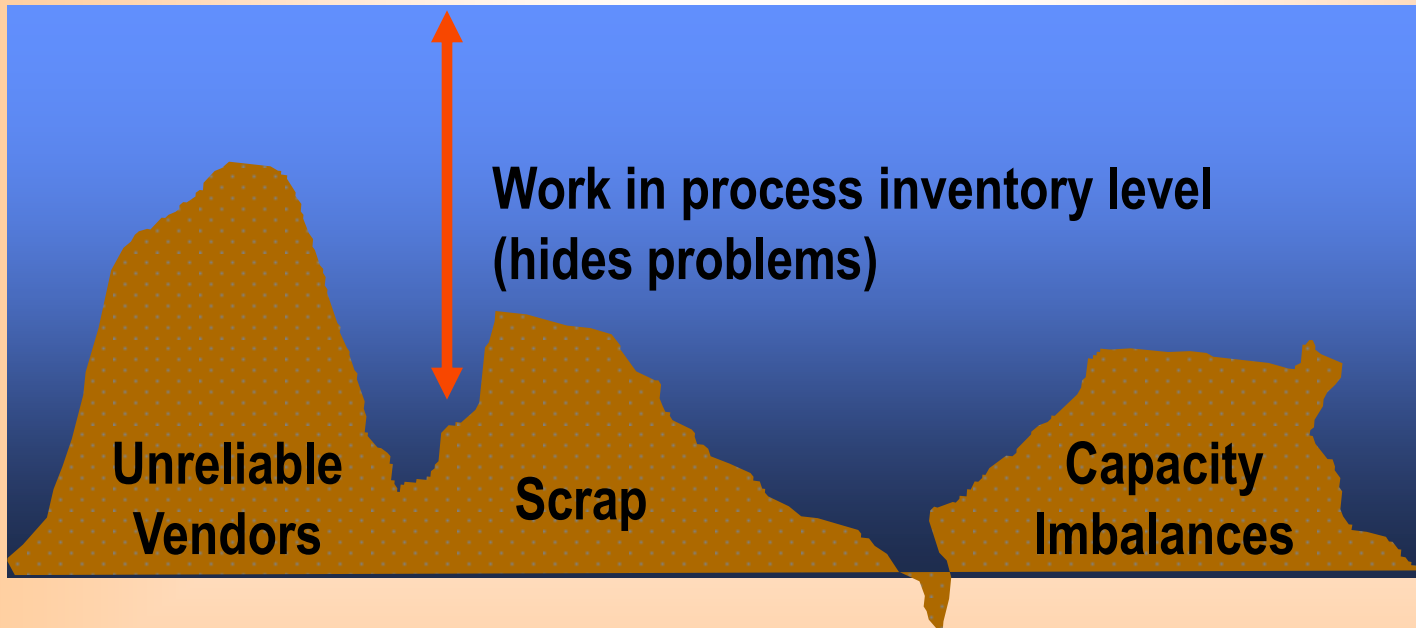 Work in process inventory level
(hides problems)
Unreliable
Vendors
Scrap
Capacity
Imbalances